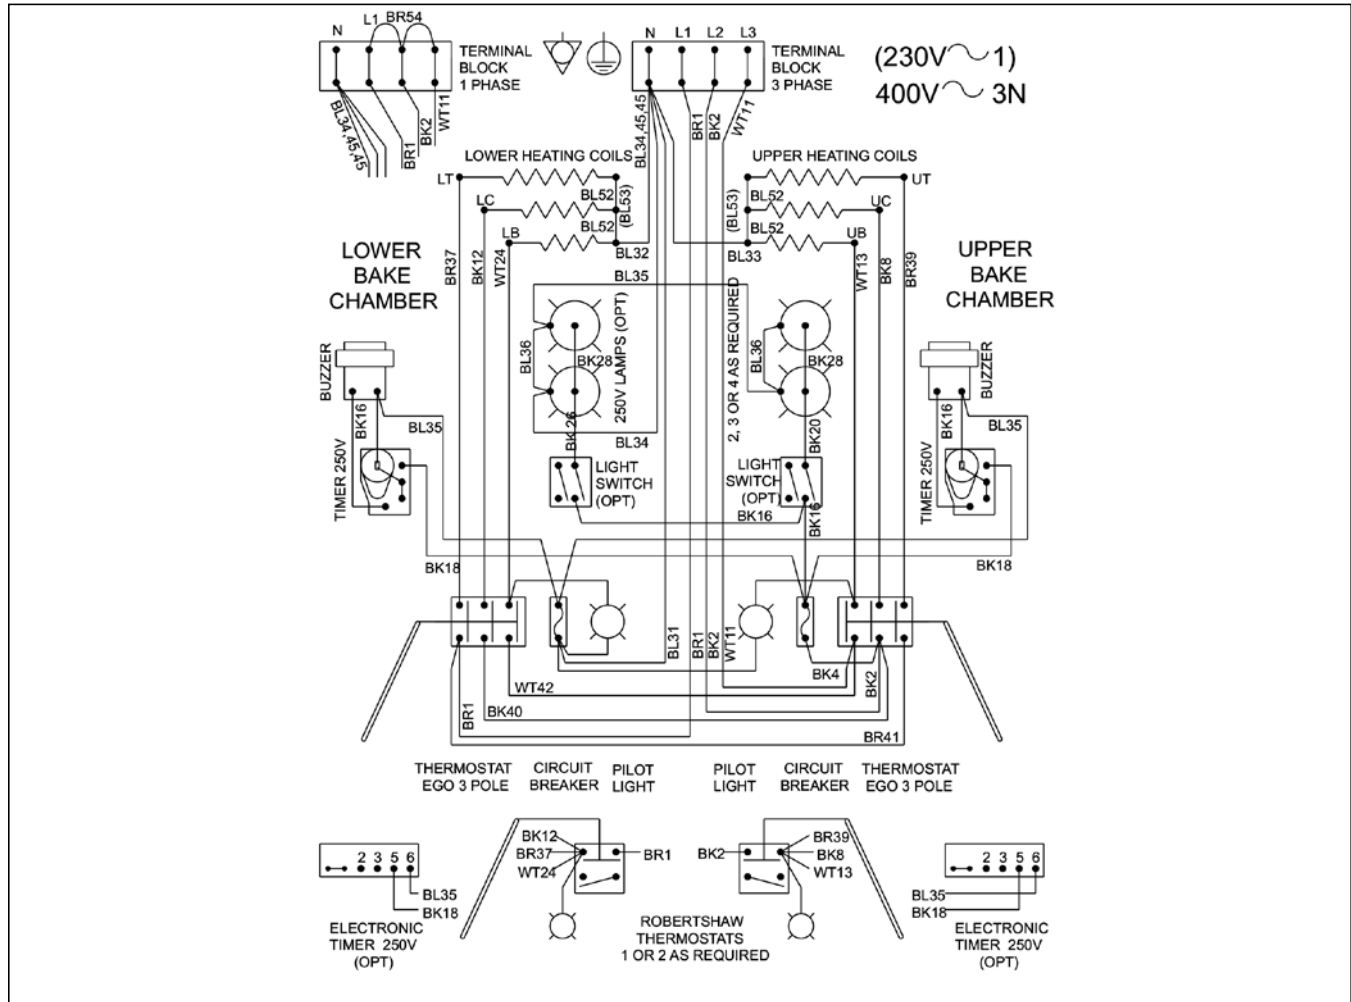 N L1 BR54
TERMINAL
BLOCK
1 PHASE
BL34,45,45
BR1
BK2
WT11
N L1 L2 L3
TERMINAL
BLOCK
3 PHASE
BL34,45,45
BR1
BK2
WT11
(230V 1)
400V 3N
LOWER HEATING COILS
LT
LC
LB
BL52
BL52
(BL53)
BL32
UPPER HEATING COILS
UT
UC
UB
BL52
BL52
(BL53)
BL33
LOWER
BAKE
CHAMBER
BR37
BK12
WT24
UPPER
BAKE
CHAMBER
WT13
BK8
BR39
BL35
BL36
BK28
250V LAMPS (OPT)
2, 3 OR 4 AS REQUIRED
BL36
BK28
BK26
BL34
BK20
BUZZER
BK16
BL35
TIMER 250V
BUZZER
BK16
BL35
TIMER 250V
LIGHT
SWITCH
(OPT)
LIGHT
SWITCH
(OPT)
BK16
BK16
BK18
BK18
BL31
BR1
BK2
WT11
WT42
BK4
BK2
BR1
BK40
BR41
THERMOSTAT
EGO 3 POLE
CIRCUIT
BREAKER
PILOT
LIGHT
PILOT
LIGHT
CIRCUIT
BREAKER
THERMOSTAT
EGO 3 POLE
2 3 5 6
BL35
BK18
ELECTRONIC
TIMER 250V
(OPT)
BK12
BR37
WT24
BR1
BK2
BR39
BK8
WT13
ROBERTSHAW
THERMOSTATS
1 OR 2 AS REQUIRED
2 3 5 6
BL35
BK18
ELECTRONIC
TIMER 250V
(OPT)